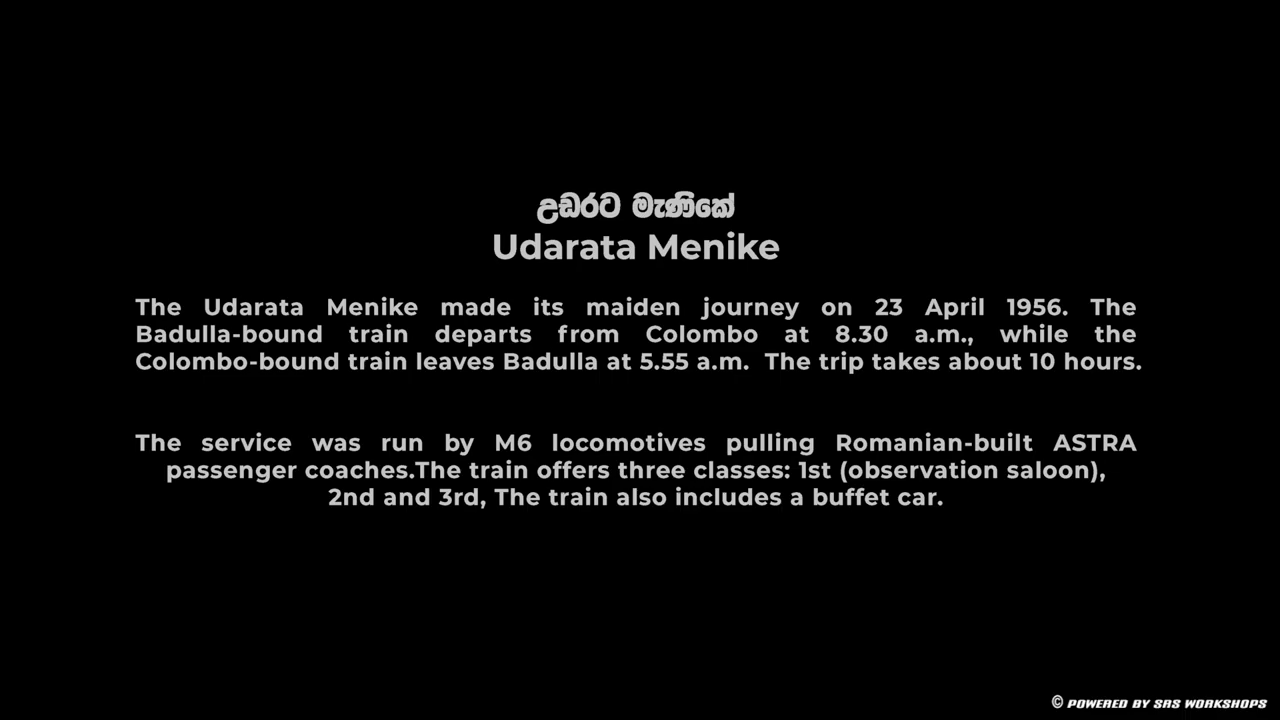 උඩරට මැණිකේ
Udarata Menike
The Udarata Menike made its maiden journey on 23 April 1956. The
Badulla-bound train departs from Colombo at 8.30 a.m., while the
Colombo-bound train leaves Badulla at 5.55 a.m. The trip takes about 10 hours.
The service was run by M6 locomotives pulling Romanian-built ASTRA
passenger coaches.The train offers three classes: 1st (observation saloon),
2nd and 3rd, The train also includes a buffet car.
© POWERED BY SRS WORKSHOPS